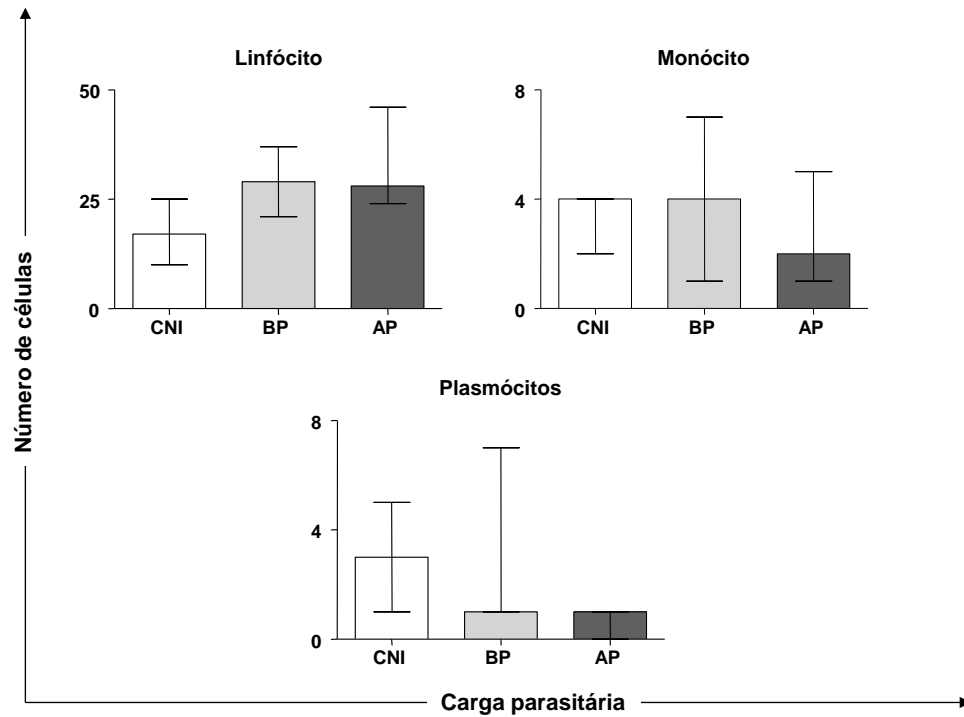 Linfócito
50
25
0
CNI BP AP
Monócito
8
4
0
CNI BP AP
Plasmócitos
8
4
0
CNI BP AP
Número de células
Carga parasitária